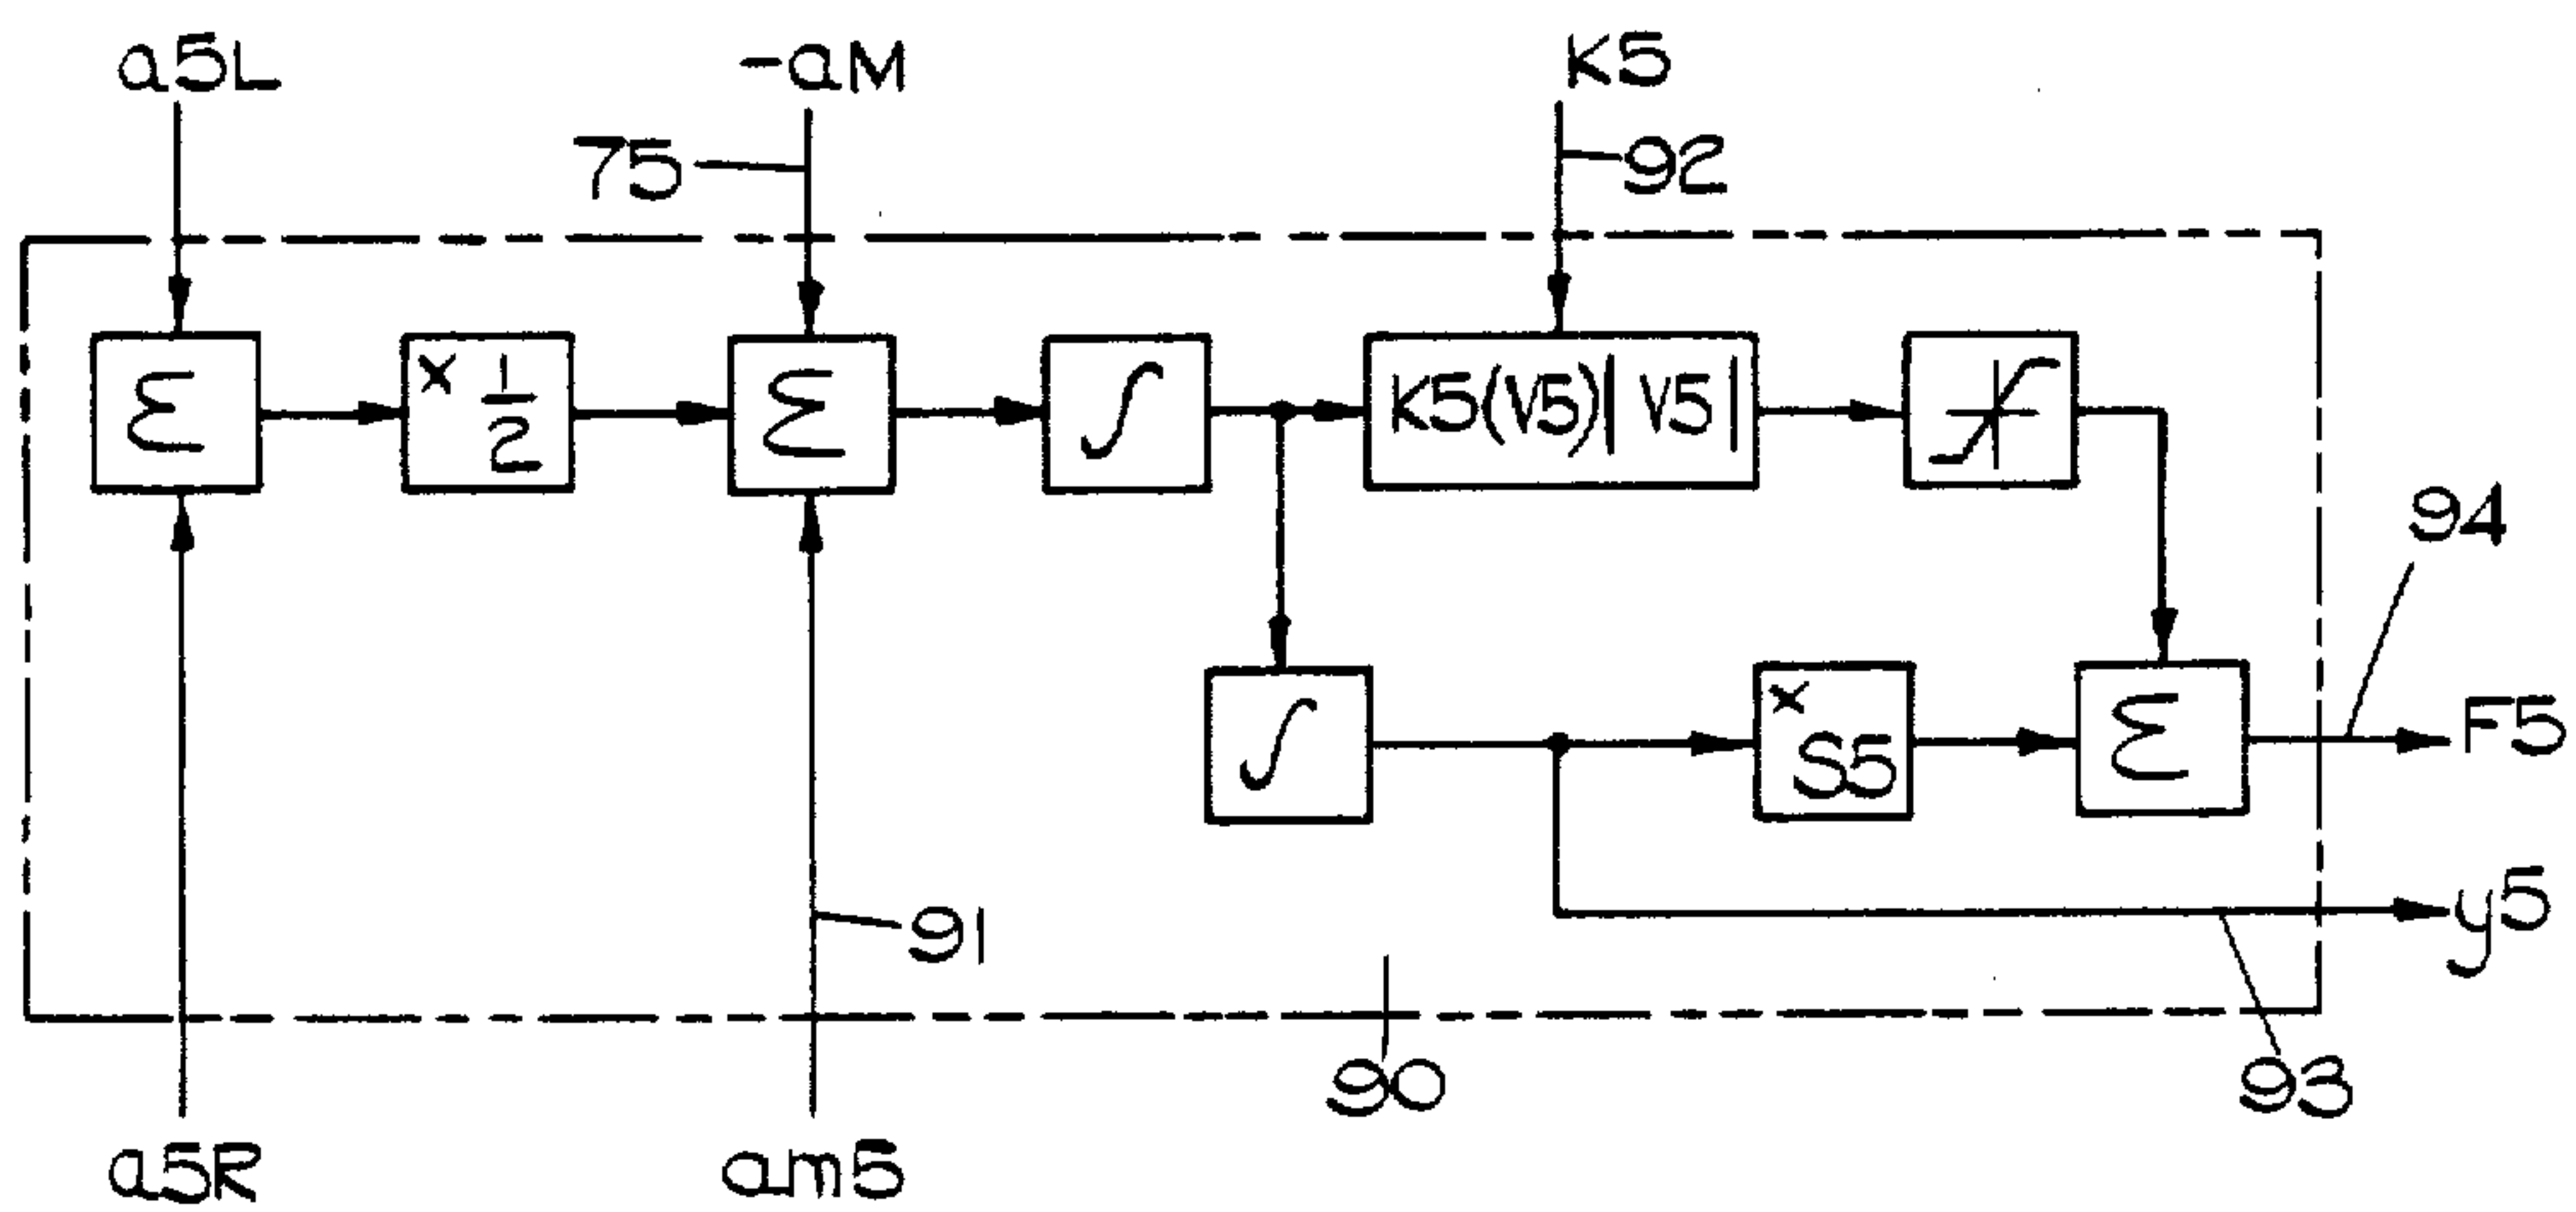 a5L
-aM
K5
75
92
Σ
x 1/2
Σ
∫
K5(V5)| V5 |
94
∫
x S5
Σ
F5
y5
91
90
93
a5R
am5